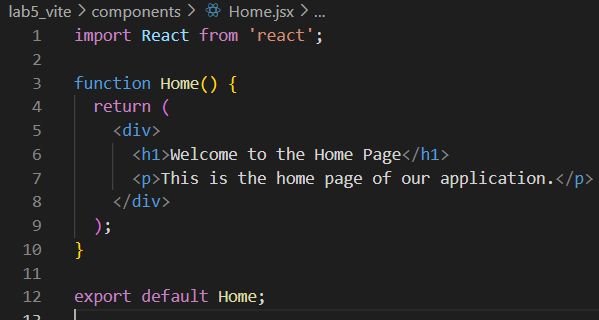 lab5_vite > components > Home.jsx > ...
1 import React from 'react';
2
3 function Home() {
4   return (
5     <div>
6       <h1>Welcome to the Home Page</h1>
7       <p>This is the home page of our application.</p>
8     </div>
9   );
10 }
11
12 export default Home;
13